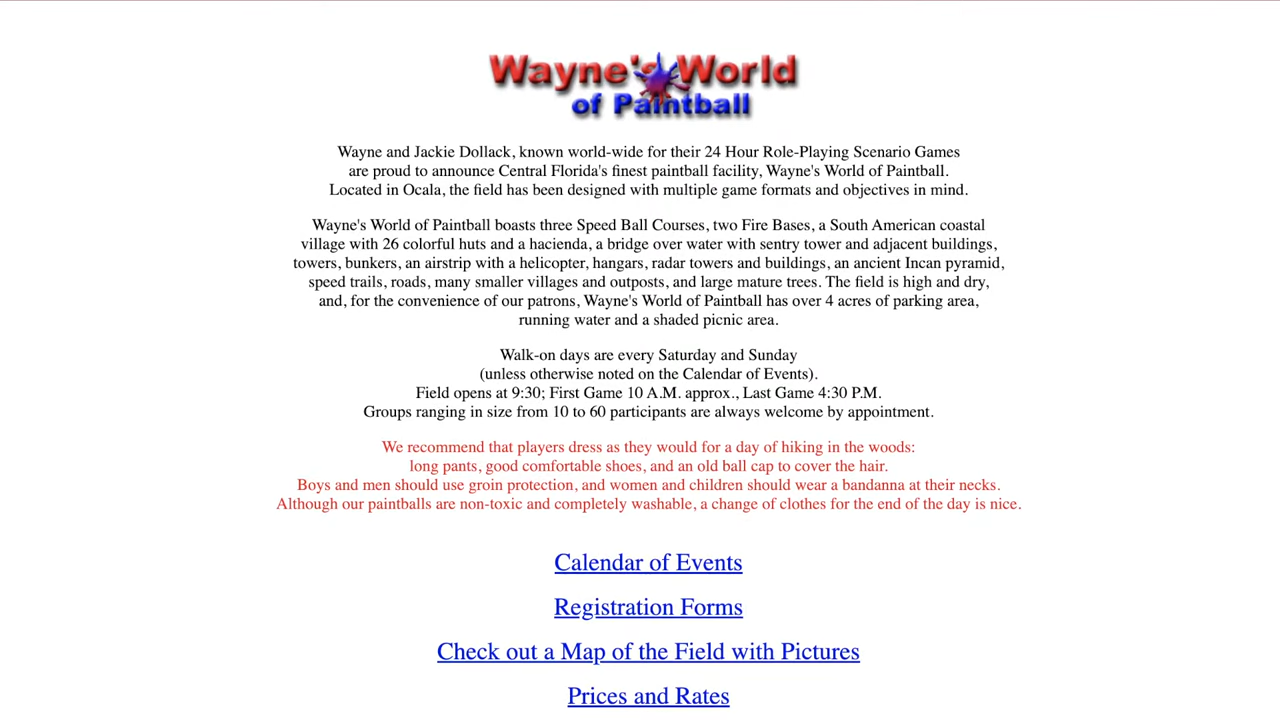 Wayne's World
of Paintball
Wayne and Jackie Dollack, known world-wide for their 24 Hour Role-Playing Scenario Games
are proud to announce Central Florida's finest paintball facility, Wayne's World of Paintball.
Located in Ocala, the field has been designed with multiple game formats and objectives in mind.
Wayne's World of Paintball boasts three Speed Ball Courses, two Fire Bases, a South American coastal
village with 26 colorful huts and a hacienda, a bridge over water with sentry tower and adjacent buildings,
towers, bunkers, an airstrip with a helicopter, hangars, radar towers and buildings, an ancient Incan pyramid,
speed trails, roads, many smaller villages and outposts, and large mature trees. The field is high and dry,
and, for the convenience of our patrons, Wayne's World of Paintball has over 4 acres of parking area,
running water and a shaded picnic area.
Walk-on days are every Saturday and Sunday
(unless otherwise noted on the Calendar of Events).
Field opens at 9:30; First Game 10 A.M. approx., Last Game 4:30 P.M.
Groups ranging in size from 10 to 60 participants are always welcome by appointment.
We recommend that players dress as they would for a day of hiking in the woods:
long pants, good comfortable shoes, and an old ball cap to cover the hair.
Boys and men should use groin protection, and women and children should wear a bandanna at their necks.
Although our paintballs are non-toxic and completely washable, a change of clothes for the end of the day is nice.
Calendar of Events
Registration Forms
Check out a Map of the Field with Pictures
Prices and Rates